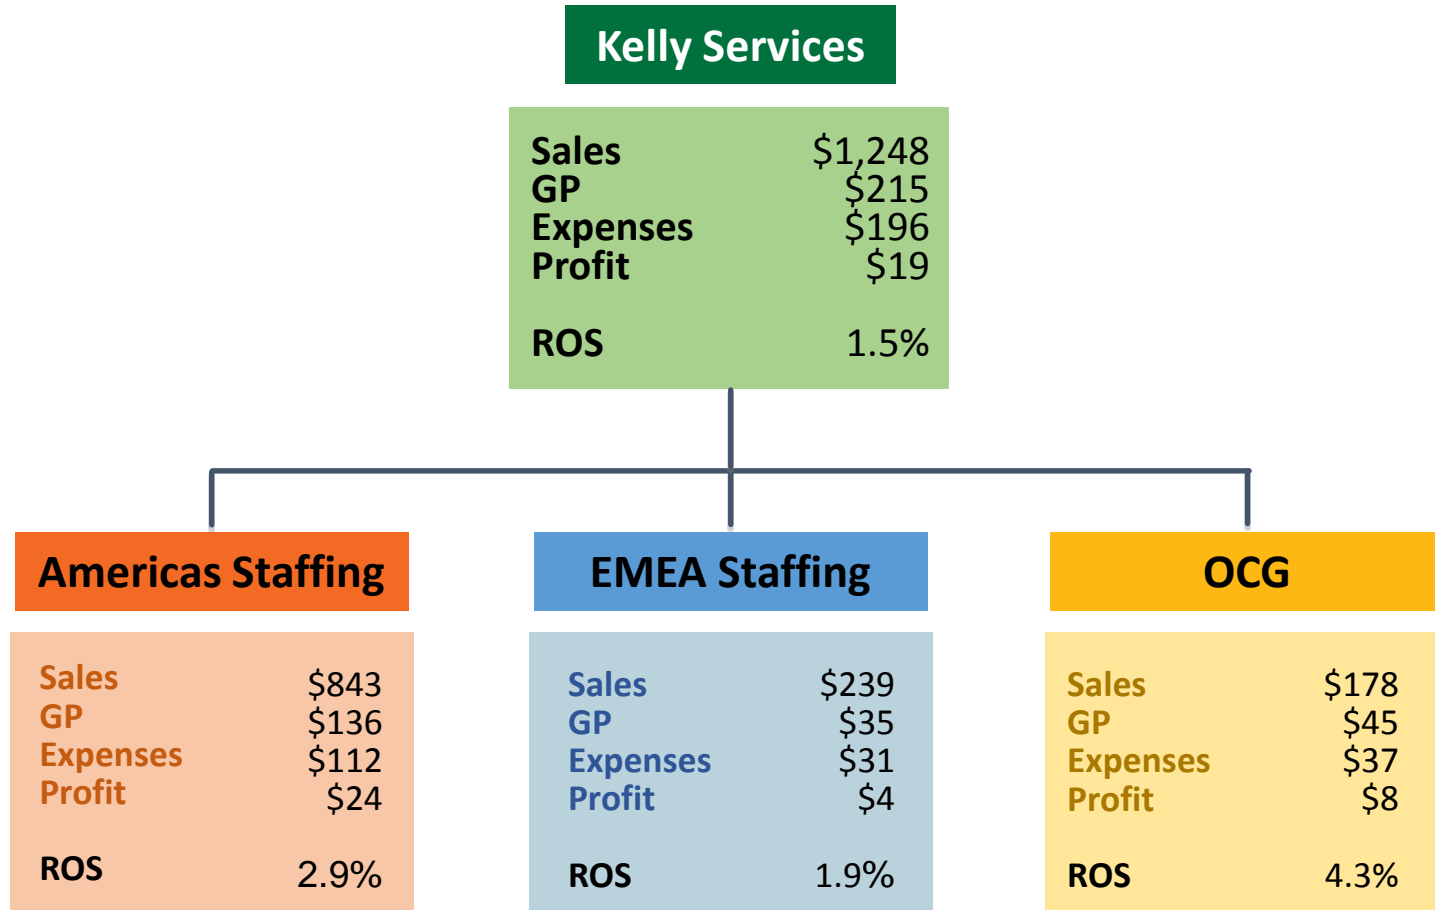 Kelly Services
Sales $1,248
GP $215
Expenses $196
Profit $19
ROS 1.5%
Americas Staffing
Sales $843
GP $136
Expenses $112
Profit $24
ROS 2.9%
EMEA Staffing
Sales $239
GP $35
Expenses $31
Profit $4
ROS 1.9%
OCG
Sales $178
GP $45
Expenses $37
Profit $8
ROS 4.3%